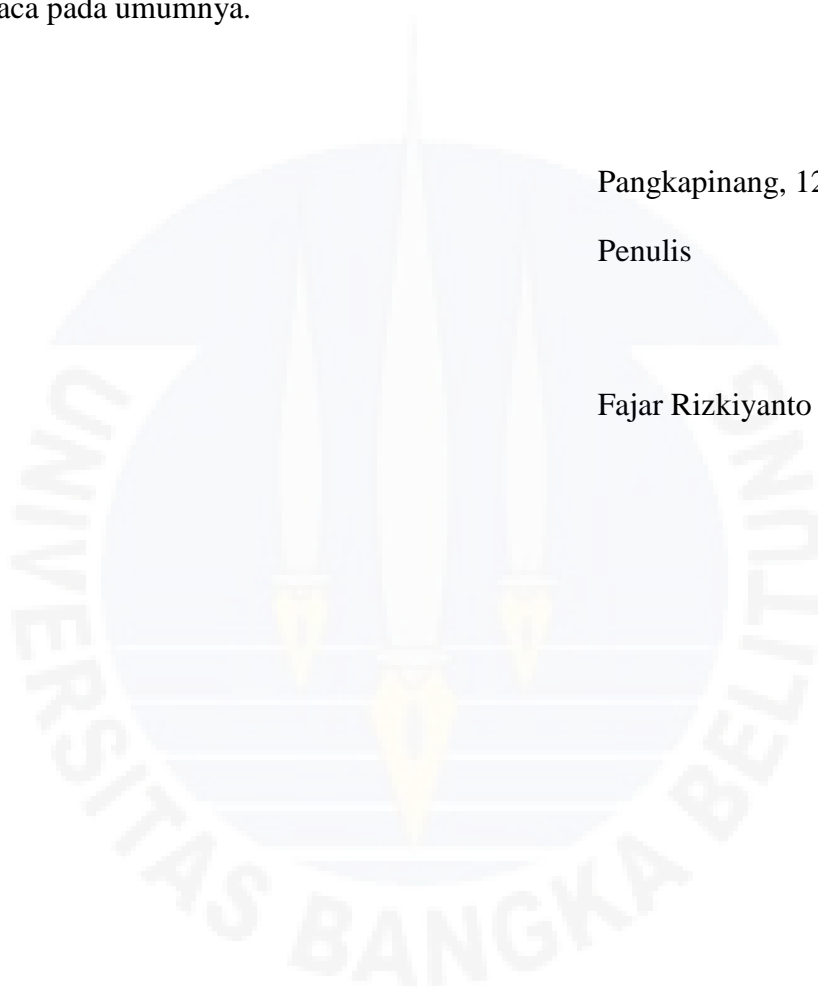 aca pada umumnya.
Pangkapinang, 12
Penulis
Fajar Rizkiyanto
UNIVERSITAS BANGKA BELITUNG